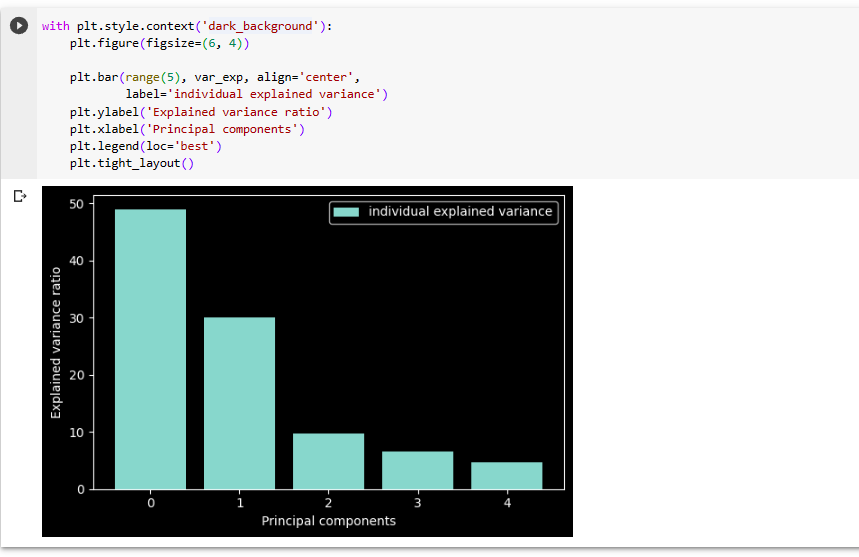 with plt.style.context('dark_background'):
    plt.figure(figsize=(6, 4))

    plt.bar(range(5), var_exp, align='center',
            label='individual explained variance')
    plt.ylabel('Explained variance ratio')
    plt.xlabel('Principal components')
    plt.legend(loc='best')
    plt.tight_layout()
individual explained variance
Explained variance ratio
50
40
30
20
10
0
0 1 2 3 4
Principal components